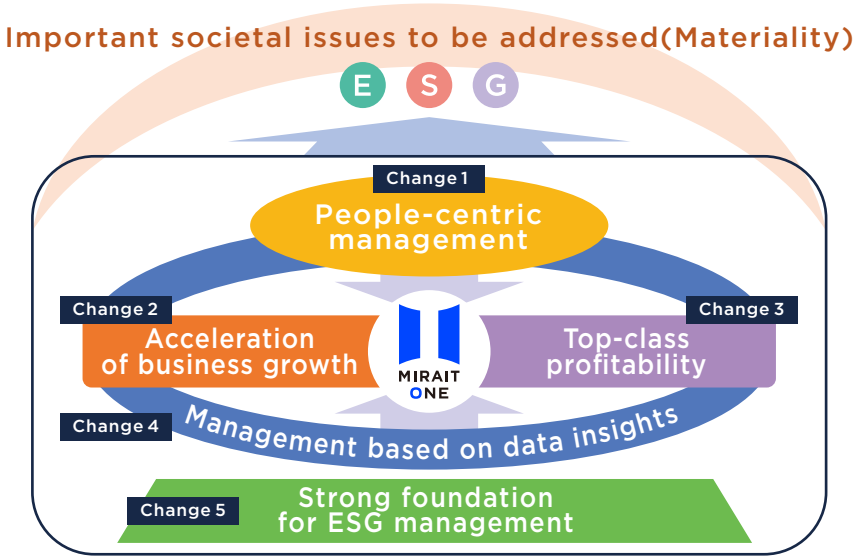 Important societal issues to be addressed(Materiality)
E S G
Change 1
People-centric
management
Change 2
Acceleration
of business growth
MIRAIT
ONE
Change 3
Top-class
profitability
Change 4
Management based on data insights
Change 5
Strong foundation
for ESG management